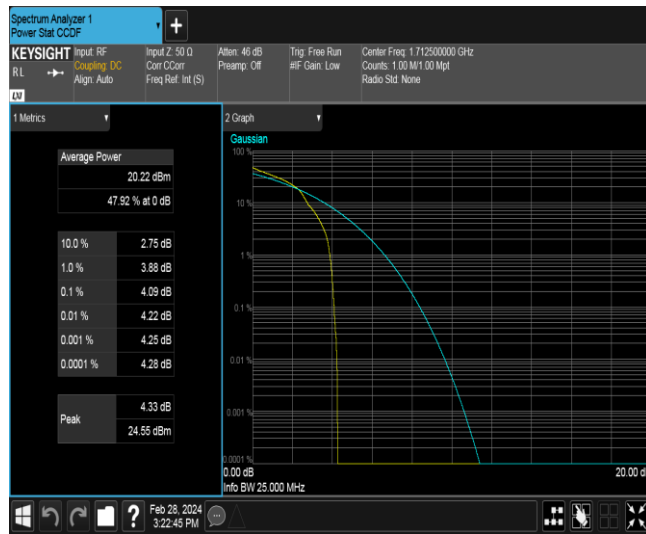 Spectrum Analyzer 1
Power Stat CCDF
+
KEYSIGHT
RL
LXI
Input: RF
Coupling: DC
Align: Auto
Input Z: 50 Ω
Corr CCorr
Freq Ref: Int (S)
Atten: 46 dB
Preamp: Off
Trig: Free Run
#IF Gain: Low
Center Freq: 1.712500000 GHz
Counts: 1.00 M/1.00 Mpt
Radio Std: None
1 Metrics
Average Power
20.22 dBm
47.92 % at 0 dB
10.0 % 2.75 dB
1.0 % 3.88 dB
0.1 % 4.09 dB
0.01 % 4.22 dB
0.001 % 4.25 dB
0.0001 % 4.28 dB
Peak
4.33 dB
24.55 dBm
2 Graph
Gaussian
100 %
10 %
1 %
0.1 %
0.01 %
0.001 %
0.0001 %
0.00 dB
20.00 d
Info BW 25.000 MHz
?
Feb 28, 2024
3:22:45 PM